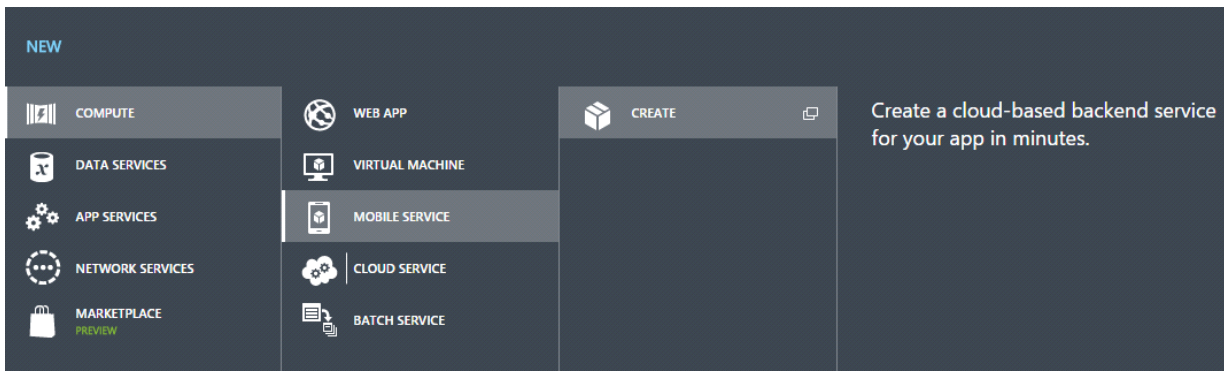 NEW
COMPUTE
DATA SERVICES
APP SERVICES
NETWORK SERVICES
MARKETPLACE
PREVIEW
WEB APP
VIRTUAL MACHINE
MOBILE SERVICE
CLOUD SERVICE
BATCH SERVICE
CREATE
Create a cloud-based backend service
for your app in minutes.